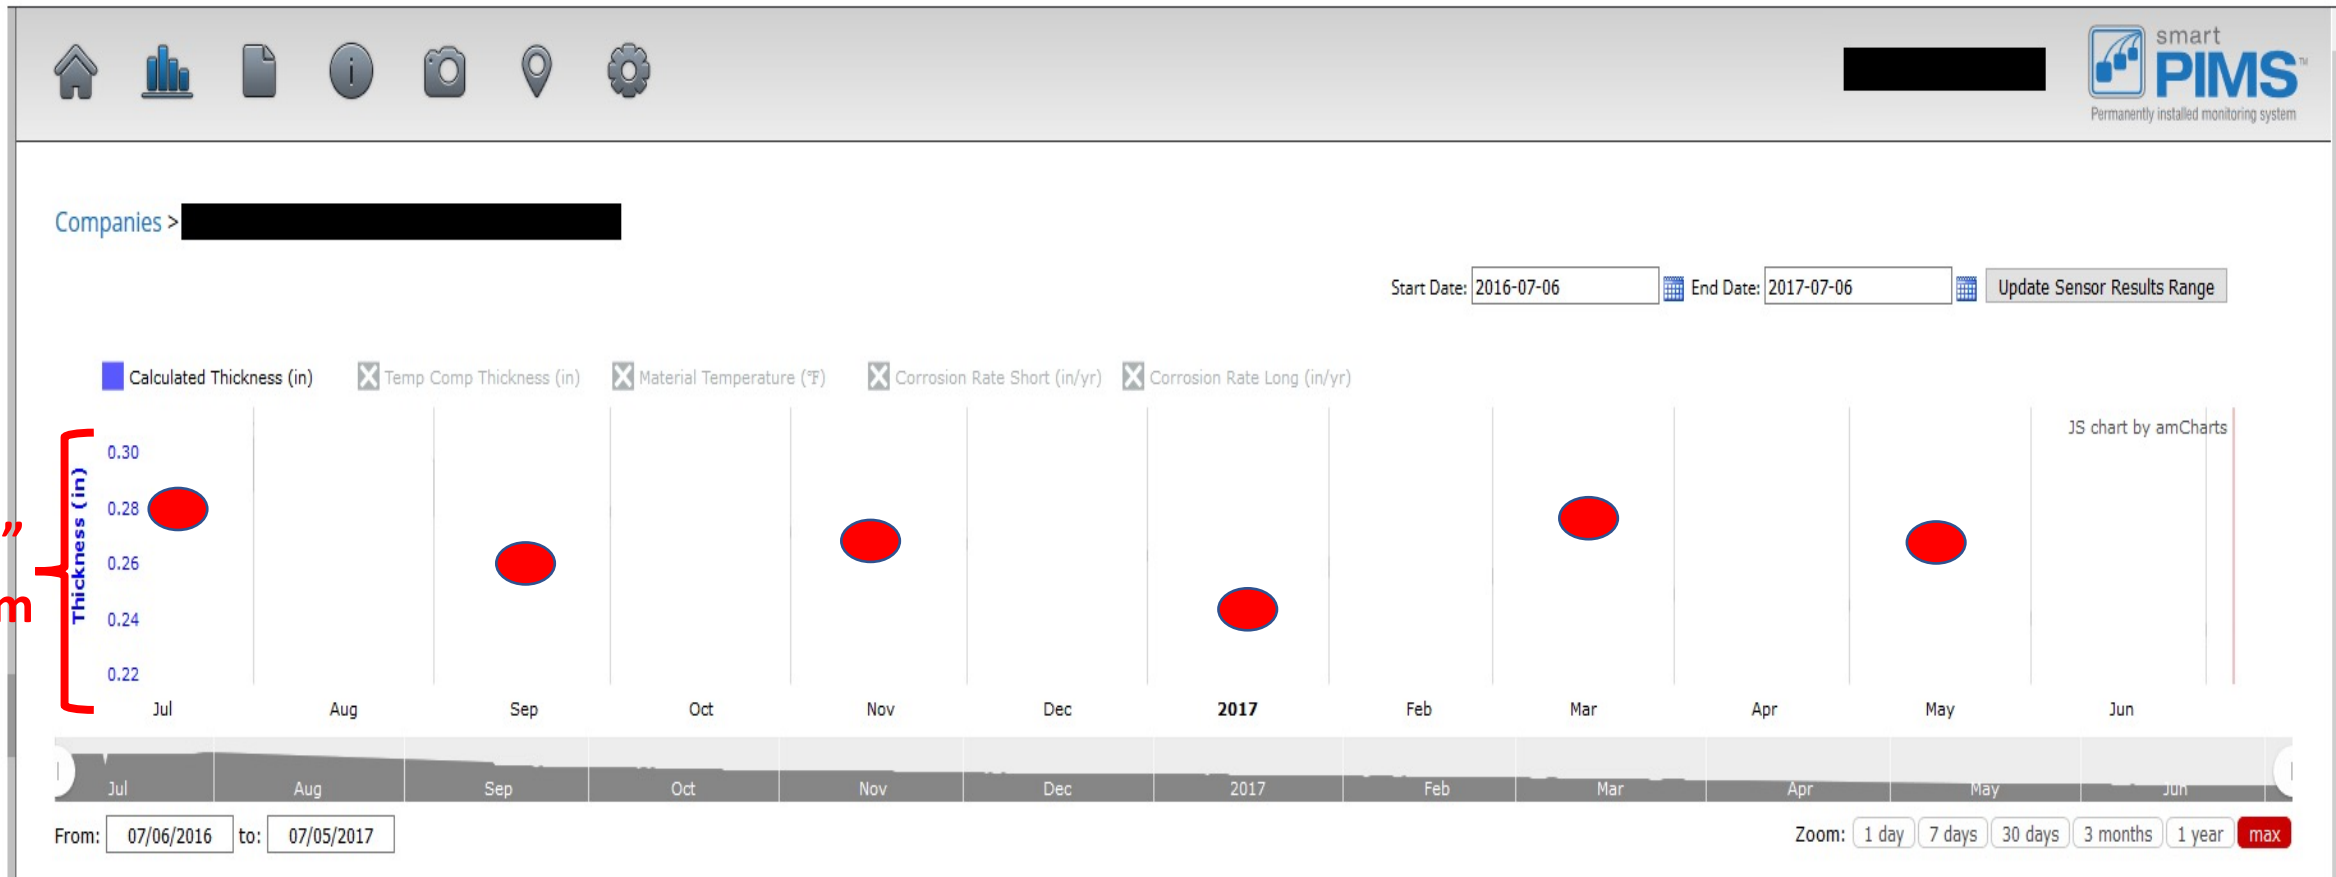 smart
PIMS™
Permanently installed monitoring system
Companies >
Start Date: 2016-07-06 End Date: 2017-07-06 Update Sensor Results Range
Calculated Thickness (in) Temp Comp Thickness (in) Material Temperature (°F) Corrosion Rate Short (in/yr) Corrosion Rate Long (in/yr)
JS chart by amCharts
Thickness (in)
0.30
0.28
0.26
0.24
0.22
”
m
Jul Aug Sep Oct Nov Dec 2017 Feb Mar Apr May Jun
Jul Aug Sep Oct Nov Dec 2017 Feb Mar Apr May Jun
From: 07/06/2016 to: 07/05/2017
Zoom: 1 day 7 days 30 days 3 months 1 year max